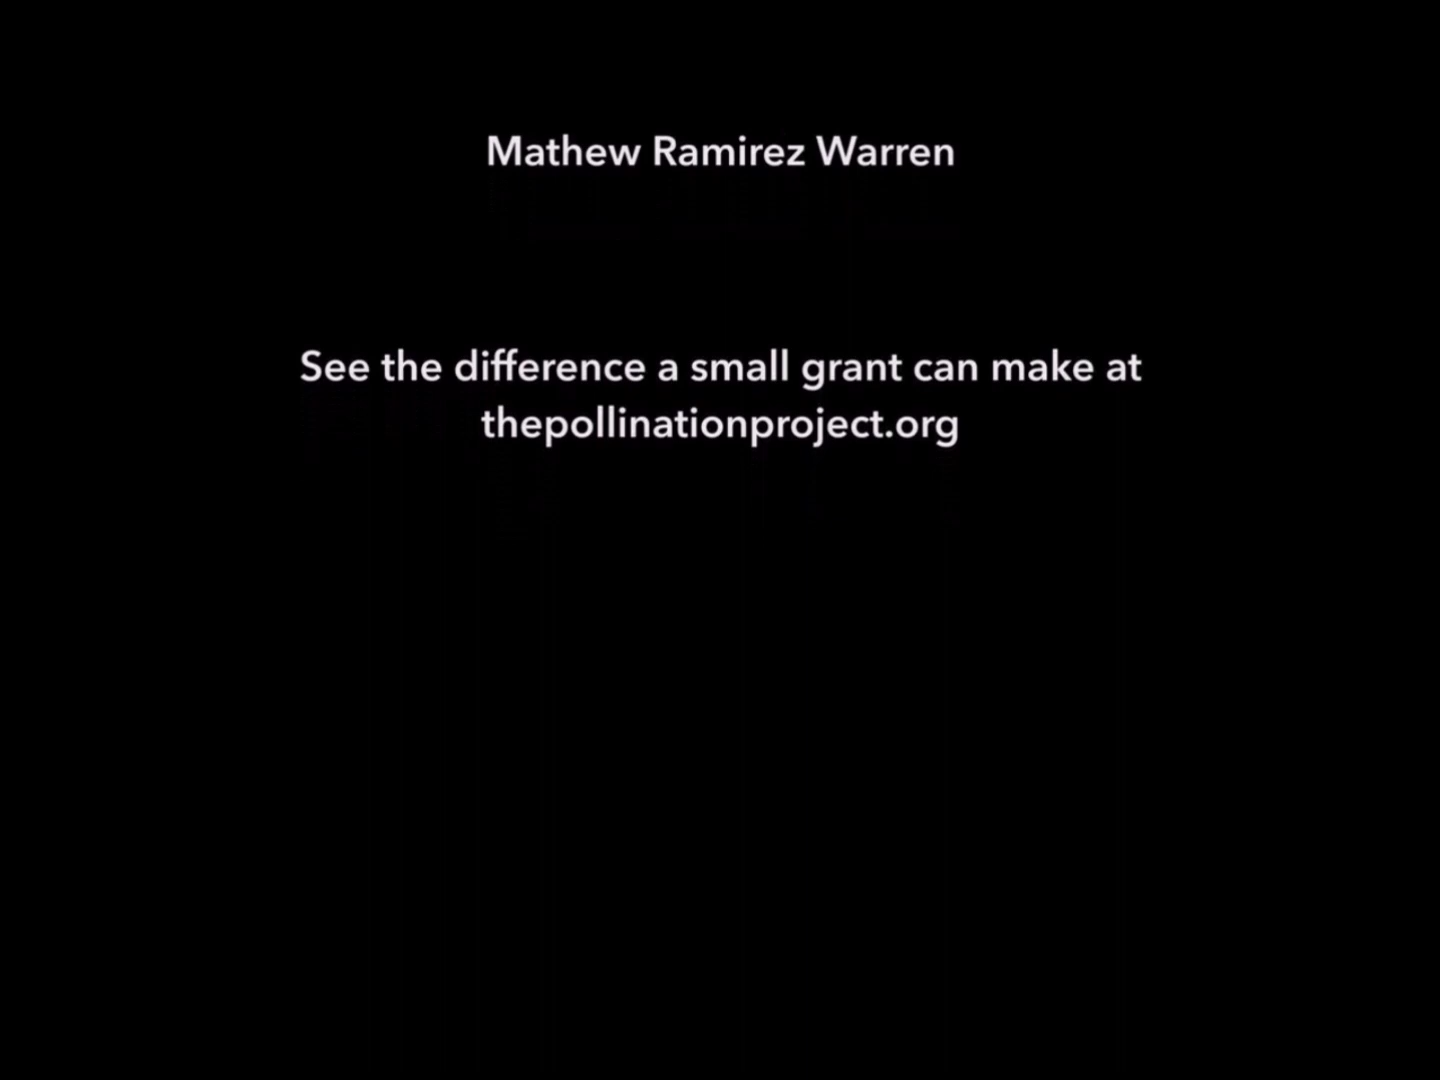 Mathew Ramirez Warren
See the difference a small grant can make at
thepollinationproject.org